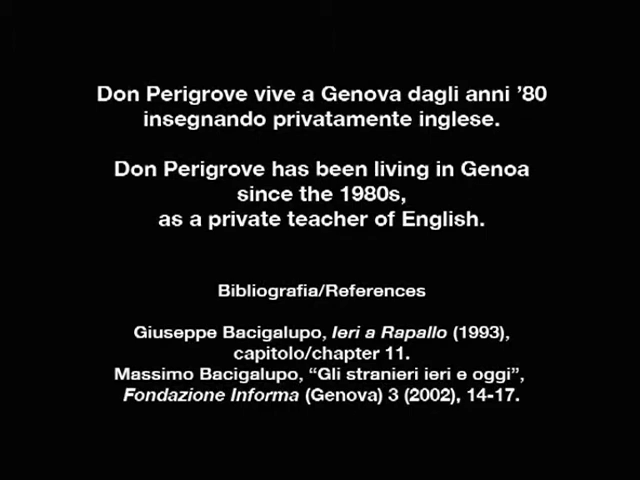 Don Perigrove vive a Genova dagli anni ’80
insegnando privatamente inglese.
Don Perigrove has been living in Genoa
since the 1980s,
as a private teacher of English.
Bibliografia/References
Giuseppe Bacigalupo, Ieri a Rapallo (1993),
capitolo/chapter 11.
Massimo Bacigalupo, “Gli stranieri ieri e oggi”,
Fondazione Informa (Genova) 3 (2002), 14-17.